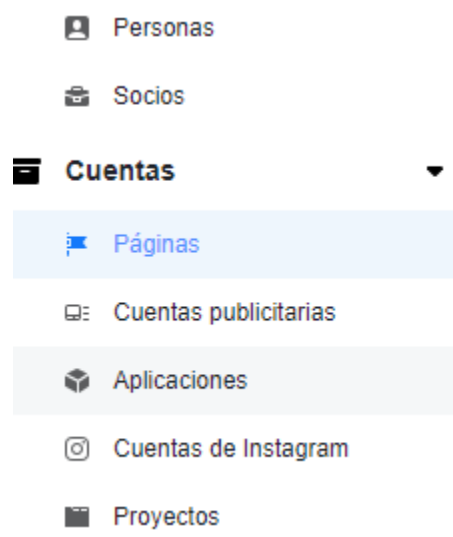 Personas
Socios
Cuentas
Páginas
Cuentas publicitarias
Aplicaciones
Cuentas de Instagram
Proyectos